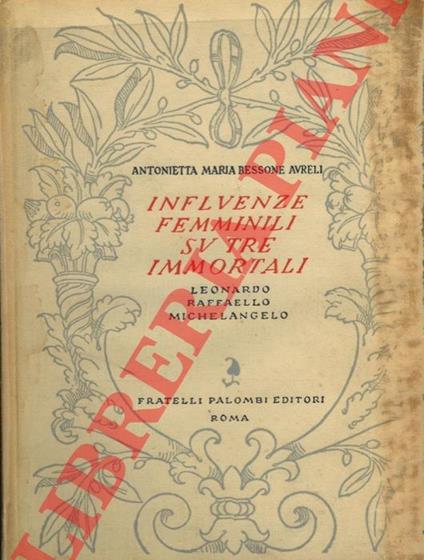 ANTONIETTA MARIA BESSONE AVRELI
INFLVENZE
FEMMINILI
SV TRE
IMMORTALI
LEONARDO
RAFFAELLO
MICHELANGELO
FRATELLI PALOMBI EDITORI
ROMA
LIBRERIA PIANI